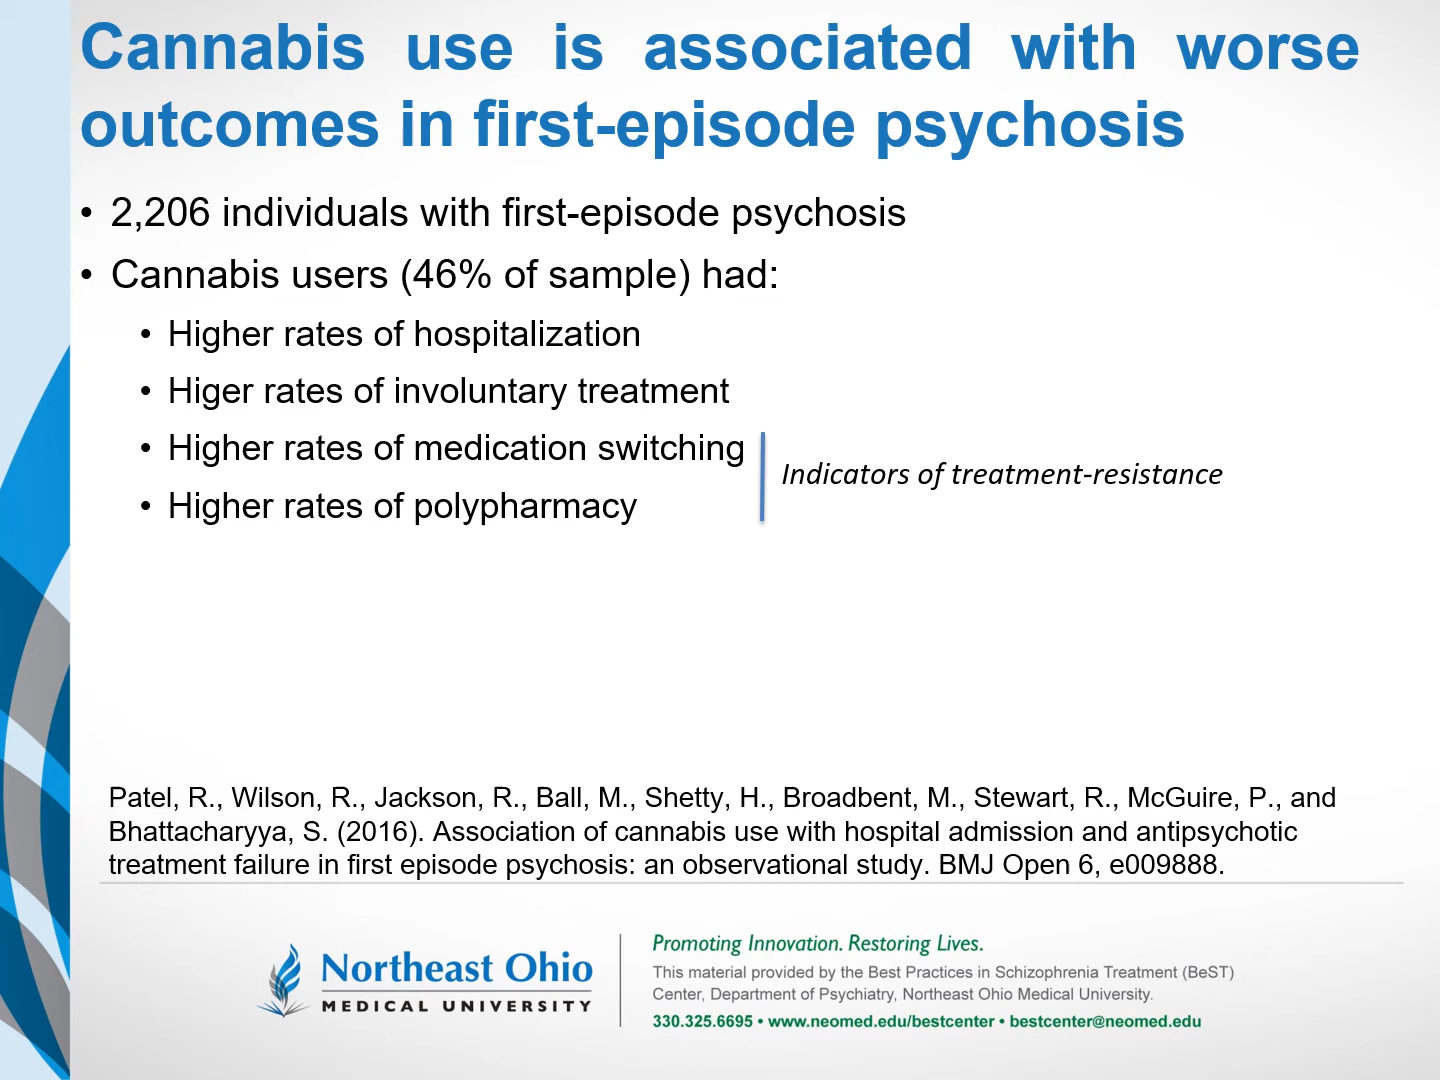 Cannabis use is associated with worse
outcomes in first-episode psychosis
• 2,206 individuals with first-episode psychosis
• Cannabis users (46% of sample) had:
• Higher rates of hospitalization
• Higer rates of involuntary treatment
• Higher rates of medication switching
Indicators of treatment-resistance
• Higher rates of polypharmacy
Patel, R., Wilson, R., Jackson, R., Ball, M., Shetty, H., Broadbent, M., Stewart, R., McGuire, P., and
Bhattacharyya, S. (2016). Association of cannabis use with hospital admission and antipsychotic
treatment failure in first episode psychosis: an observational study. BMJ Open 6, e009888.
Northeast Ohio
MEDICAL UNIVERSITY
Promoting Innovation. Restoring Lives.
This material provided by the Best Practices in Schizophrenia Treatment (BeST)
Center, Department of Psychiatry, Northeast Ohio Medical University.
330.325.6695 • www.neomed.edu/bestcenter • bestcenter@neomed.edu